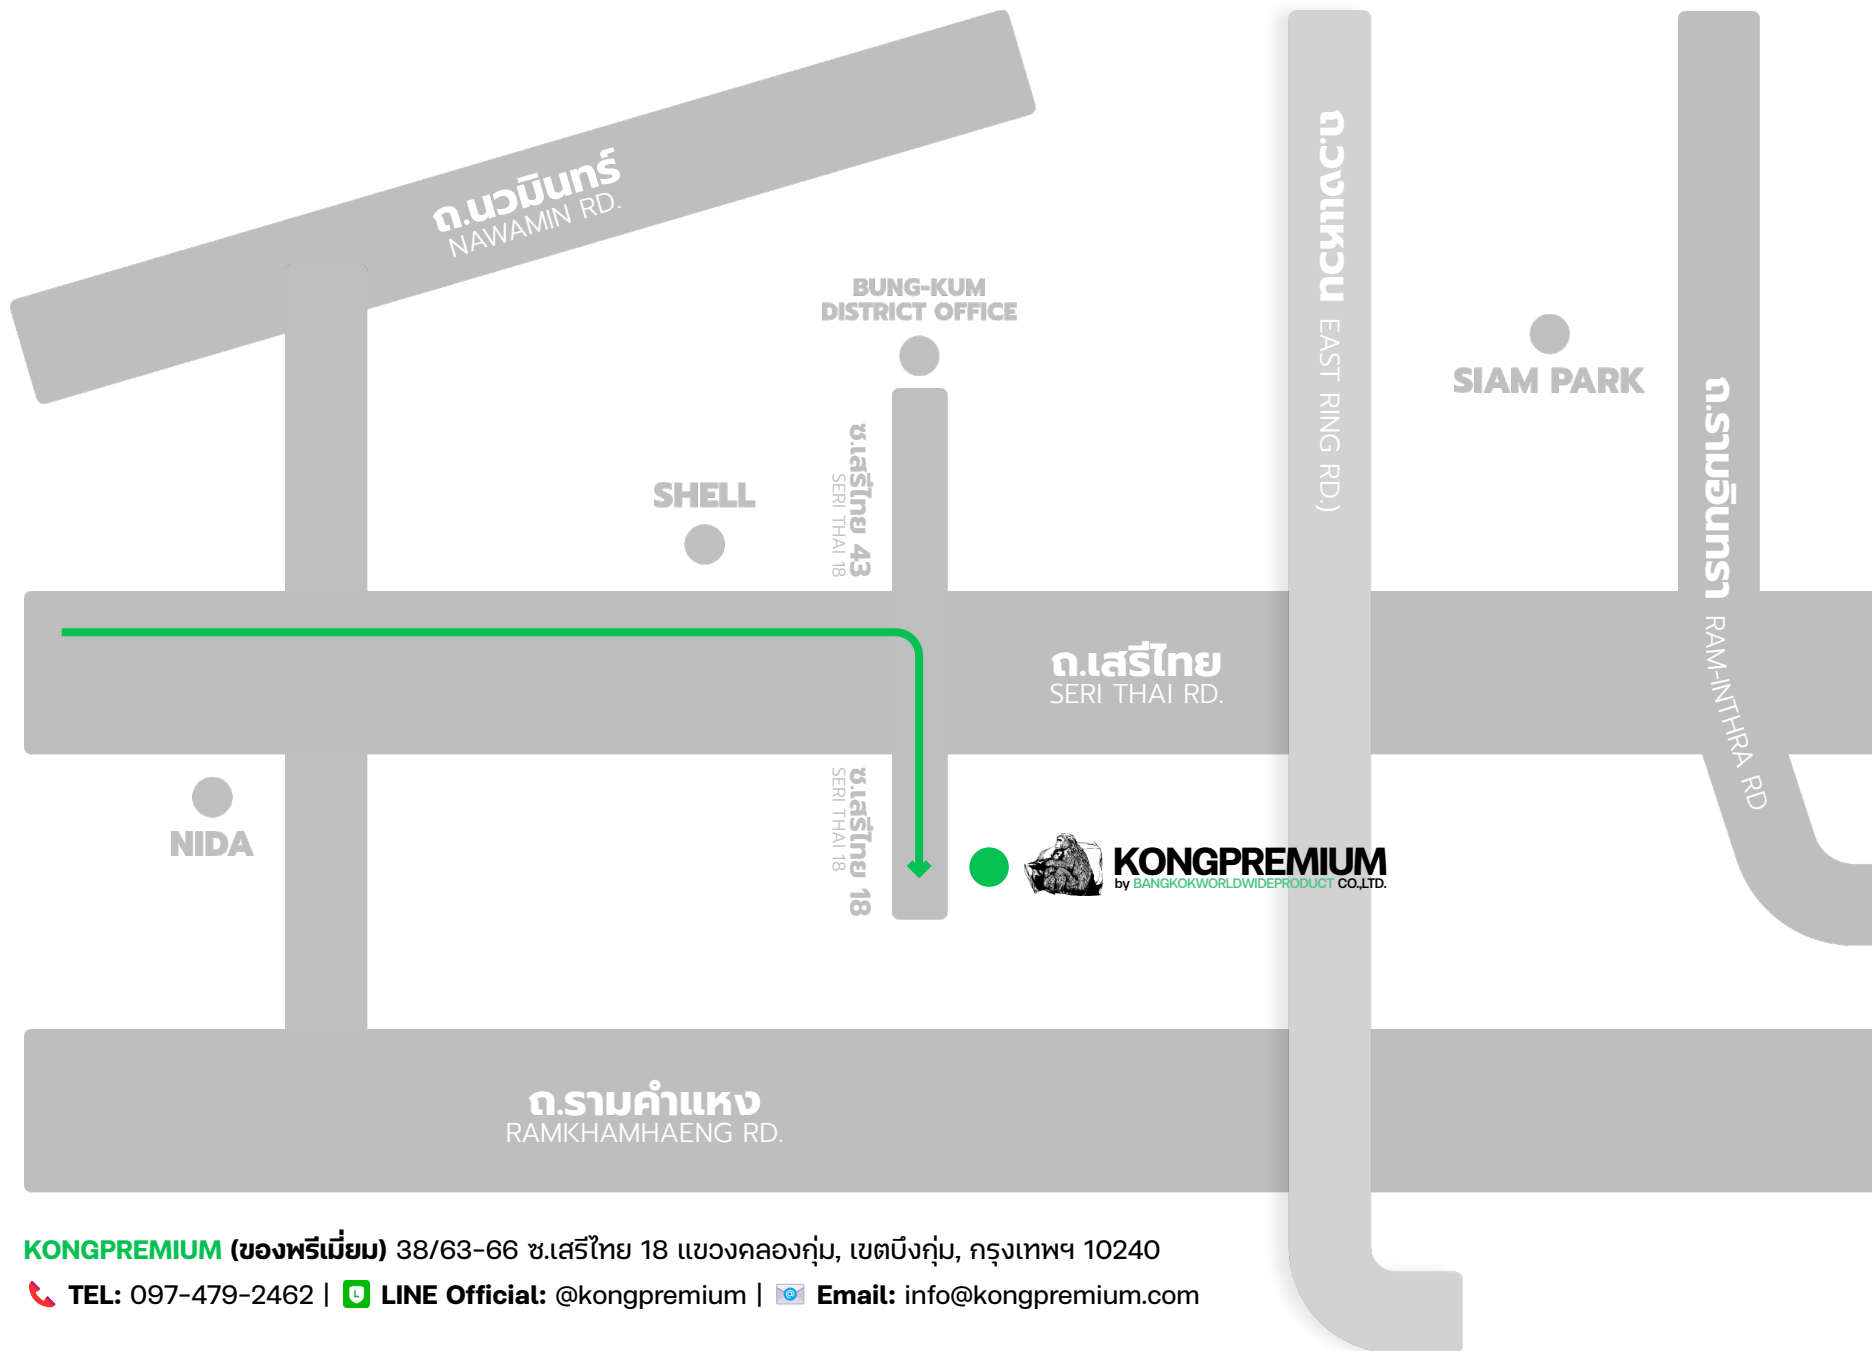 ถ.นวมินทร์
NAWAMIN RD.
ถ.วงแหวน EAST RING RD.)
BUNG-KUM
DISTRICT OFFICE
SIAM PARK
ถ.รามอินทรา RAM-INTHRA RD
SHELL
ซ.เสรีไทย 43
SERI THAI 18
ถ.เสรีไทย
SERI THAI RD.
NIDA
ซ.เสรีไทย 18
SERI THAI 18
KONGPREMIUM
by BANGKOKWORLDWIDEPRODUCT CO.,LTD.
ถ.รามคำแหง
RAMKHAMHAENG RD.
KONGPREMIUM (ของพรีเมี่ยม) 38/63-66 ซ.เสรีไทย 18 แขวงคลองกุ่ม, เขตบึงกุ่ม, กรุงเทพฯ 10240
TEL: 097-479-2462 | LINE Official: @kongpremium | Email: info@kongpremium.com